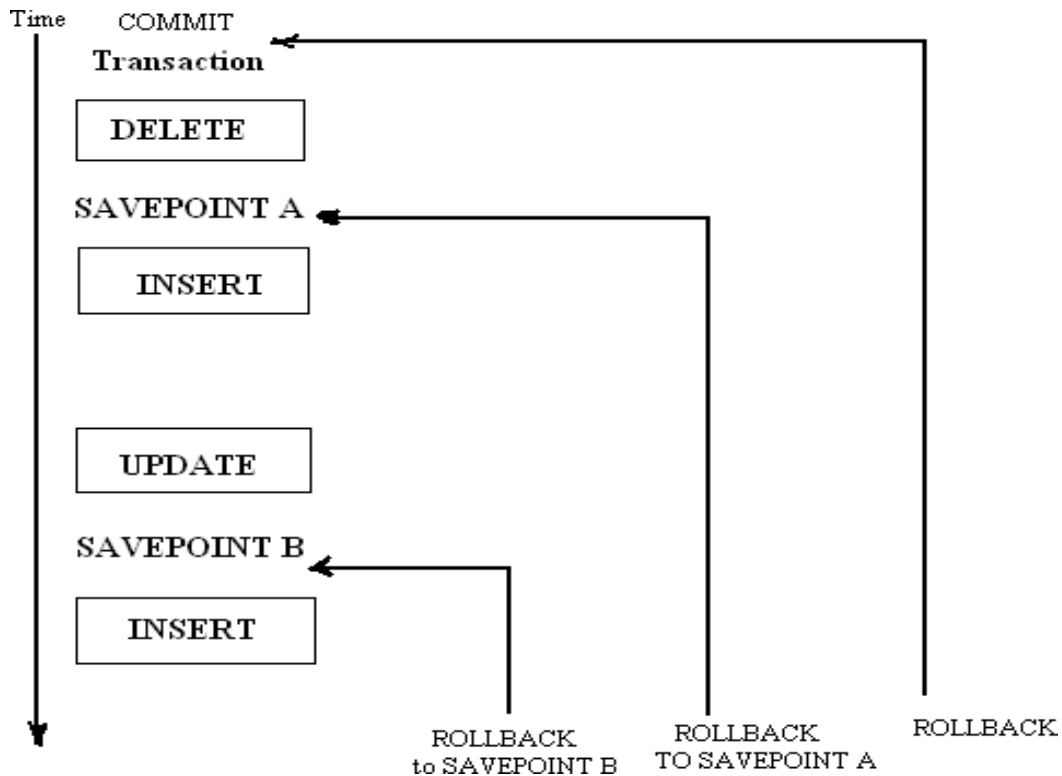 Time
COMMIT
Transaction
DELETE
SAVEPOINT A
INSERT
UPDATE
SAVEPOINT B
INSERT
ROLLBACK
to SAVEPOINT B
ROLLBACK
TO SAVEPOINT A
ROLLBACK